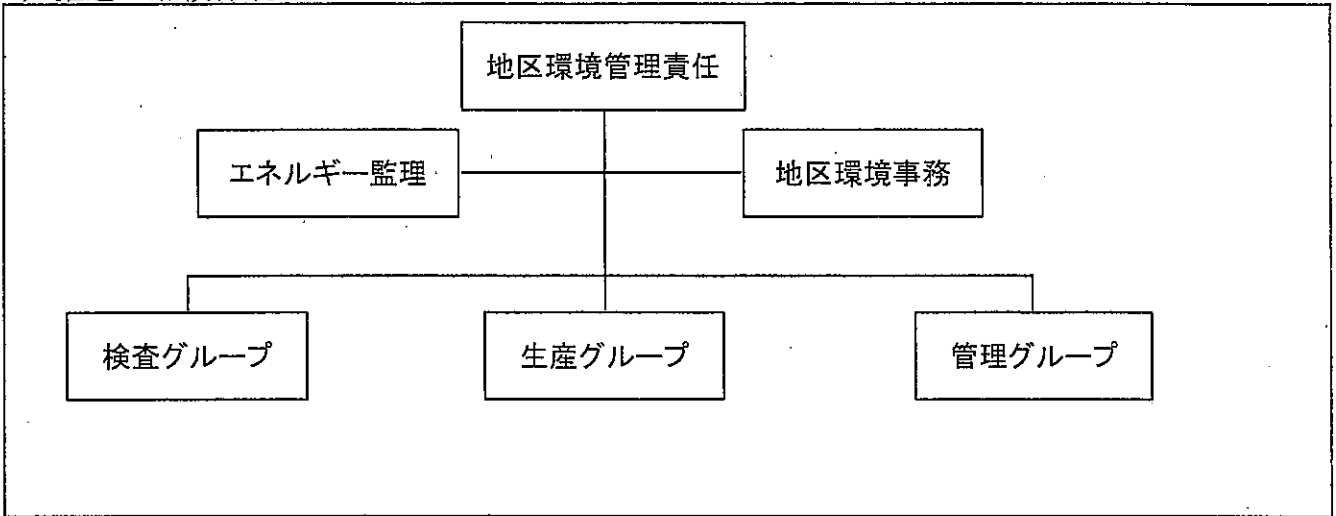 地区環境管理責任
エネルギー監理
地区環境事務
検査グループ
生産グループ
管理グループ